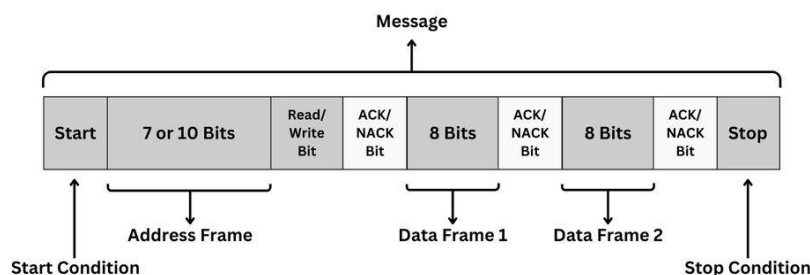 Message
Start
7 or 10 Bits
Read/
Write
Bit
ACK/
NACK
Bit
8 Bits
ACK/
NACK
Bit
8 Bits
ACK/
NACK
Bit
Stop
Address Frame
Data Frame 1
Data Frame 2
Start Condition
Stop Condition